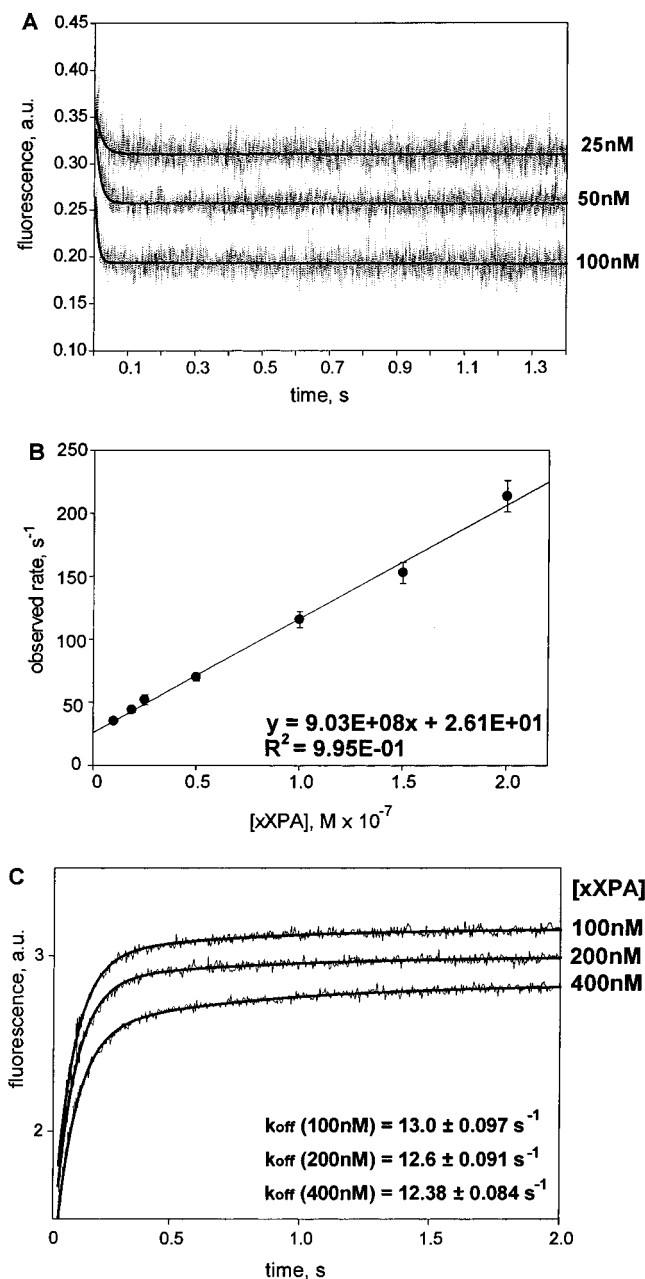 A
0.45
0.40
0.35
0.30
0.25
0.20
0.15
0.10
fluorescence, a.u.
25nM
50nM
100nM
0.1 0.3 0.5 0.7 0.9 1.1 1.3
time, s
B
250
200
150
100
50
0
observed rate, s⁻¹
y = 9.03E+08x + 2.61E+01
R² = 9.95E-01
0 0.5 1.0 1.5 2.0
[xXPA], M x 10⁻⁷
C
[xXPA]
100nM
200nM
400nM
3
2
fluorescence, a.u.
koff (100nM) = 13.0 ± 0.097 s⁻¹
koff (200nM) = 12.6 ± 0.091 s⁻¹
koff (400nM) = 12.38 ± 0.084 s⁻¹
0 0.5 1.0 1.5 2.0
time, s